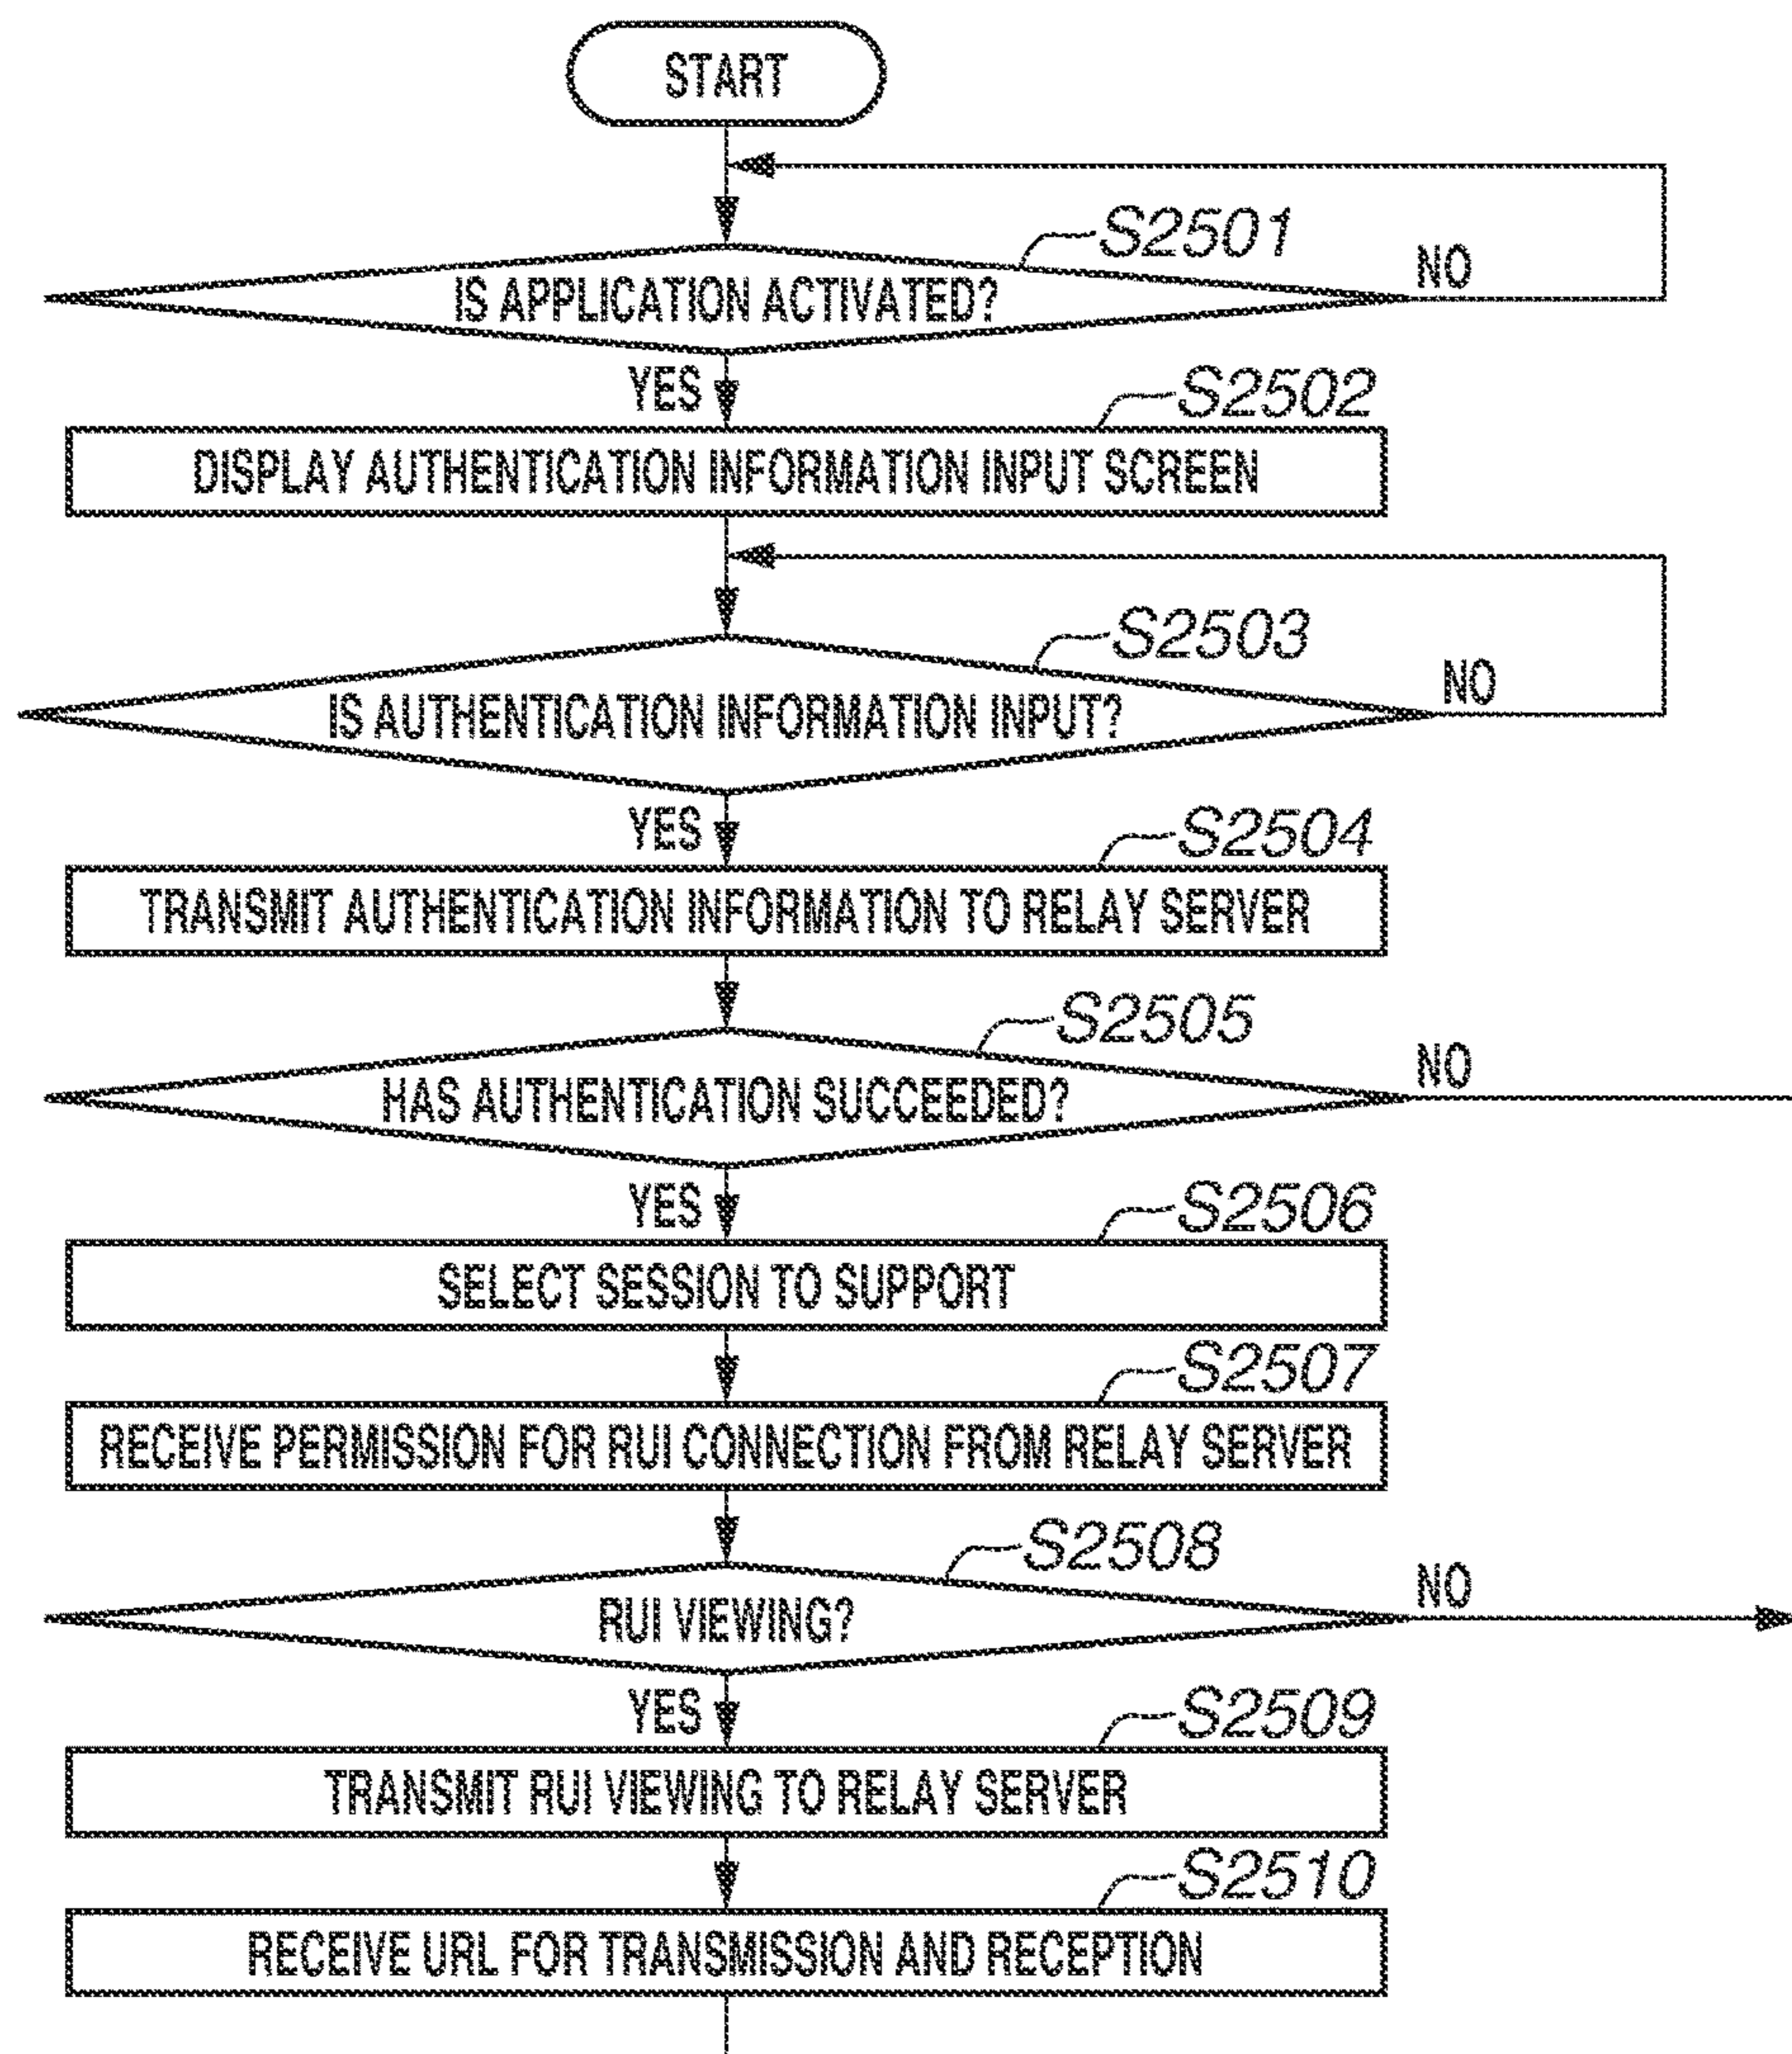 START
S2501
IS APPLICATION ACTIVATED?
NO
YES
S2502
DISPLAY AUTHENTICATION INFORMATION INPUT SCREEN
S2503
IS AUTHENTICATION INFORMATION INPUT?
NO
YES
S2504
TRANSMIT AUTHENTICATION INFORMATION TO RELAY SERVER
S2505
HAS AUTHENTICATION SUCCEEDED?
NO
YES
S2506
SELECT SESSION TO SUPPORT
S2507
RECEIVE PERMISSION FOR RUI CONNECTION FROM RELAY SERVER
S2508
RUI VIEWING?
NO
YES
S2509
TRANSMIT RUI VIEWING TO RELAY SERVER
S2510
RECEIVE URL FOR TRANSMISSION AND RECEPTION